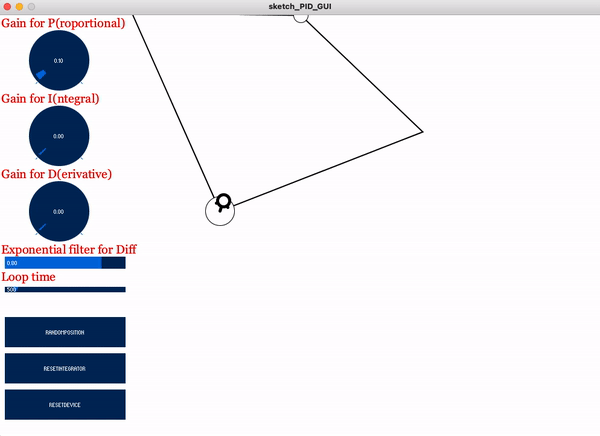 sketch_PID_GUI
Gain for P(roportional)
0.10
Gain for I(ntegral)
0.00
Gain for D(erivative)
0.00
Exponential filter for Diff
0.80
Loop time
500
RANDOMPOSITION
RESETINTEGRATOR
RESETDEVICE